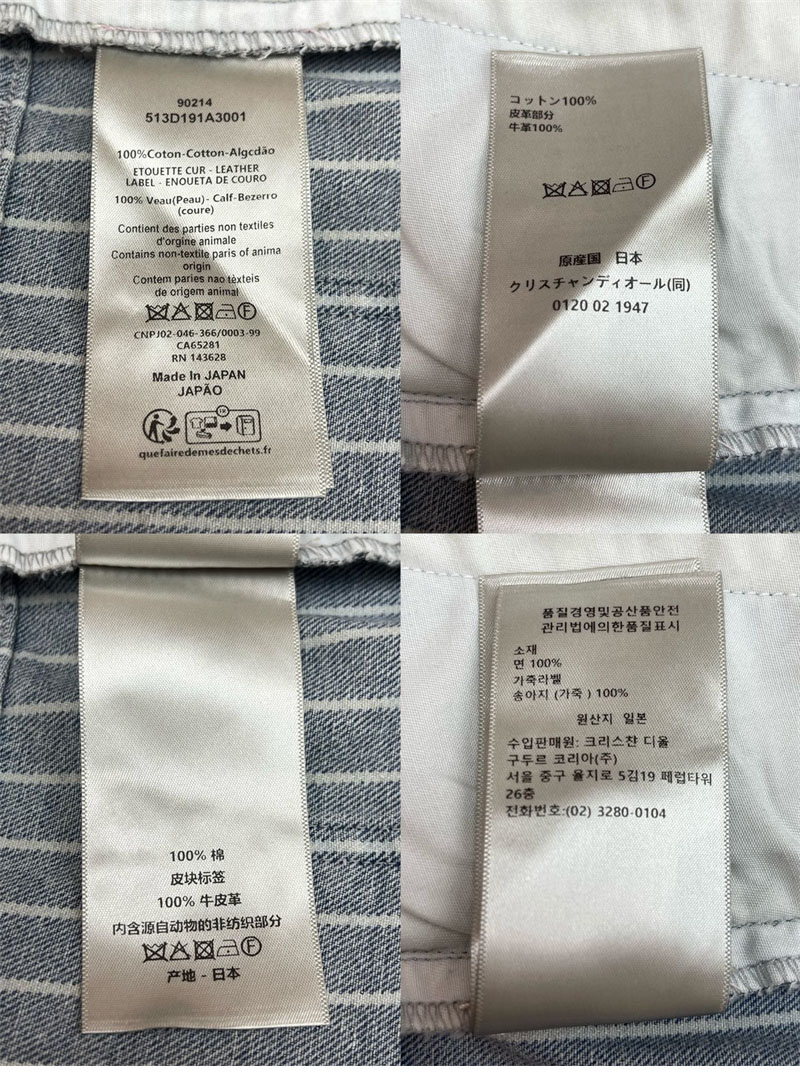 90214
513D191A3001
100%Coton-Cotton-Algcdão
ETOUETTE CUR - LEATHER
LABEL - ENOUETA DE COURO
100% Veau(Peau)- Calf-Bezerro
(coure)
Contient des parties non textiles
d'orgine animale
Contains non-textile paris of anima
origin
Contem paries nao tèxteis
de origem animal
CNPJ02-046-366/0003-99
CA65281
RN 143628
Made In JAPAN
JAPÃO
FR
quefairedemesdechets.fr
コットン100%
皮革部分
牛革100%
F
原産国 日本
クリスチャンディオール(同)
0120 02 1947
100% 棉
皮块标签
100% 牛皮革
内含源自动物的非纺织部分
F
产地 - 日本
품질경영및공산품안전
관리법에의한품질표시
소재
면 100%
가죽라벨
송아지 (가죽 ) 100%
원산지 일본
수입판매원: 크리스챤 디올
구두르 코리아(주)
서울 중구 율지로 5김19 페럽타워
26층
전화번호:(02) 3280-0104